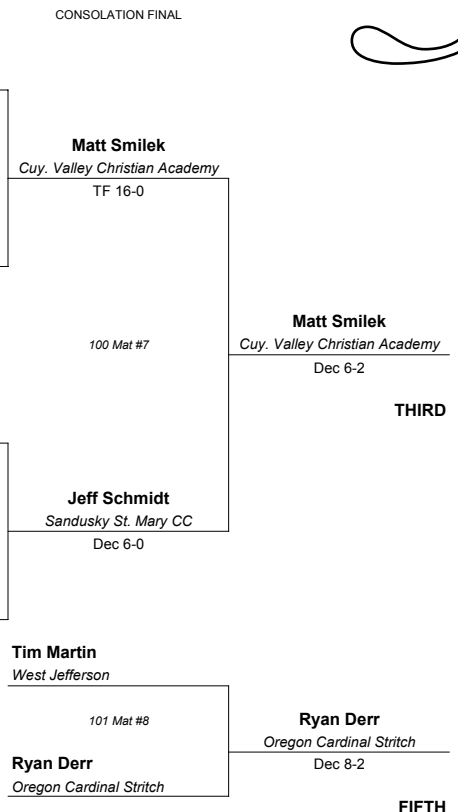 CONSOLATION FINAL
Matt Smilek
Cuy. Valley Christian Academy
TF 16-0
100 Mat #7
Matt Smilek
Cuy. Valley Christian Academy
Dec 6-2
THIRD
Jeff Schmidt
Sandusky St. Mary CC
Dec 6-0
Tim Martin
West Jefferson
101 Mat #8
Ryan Derr
Oregon Cardinal Stritch
Ryan Derr
Oregon Cardinal Stritch
Dec 8-2
FIFTH